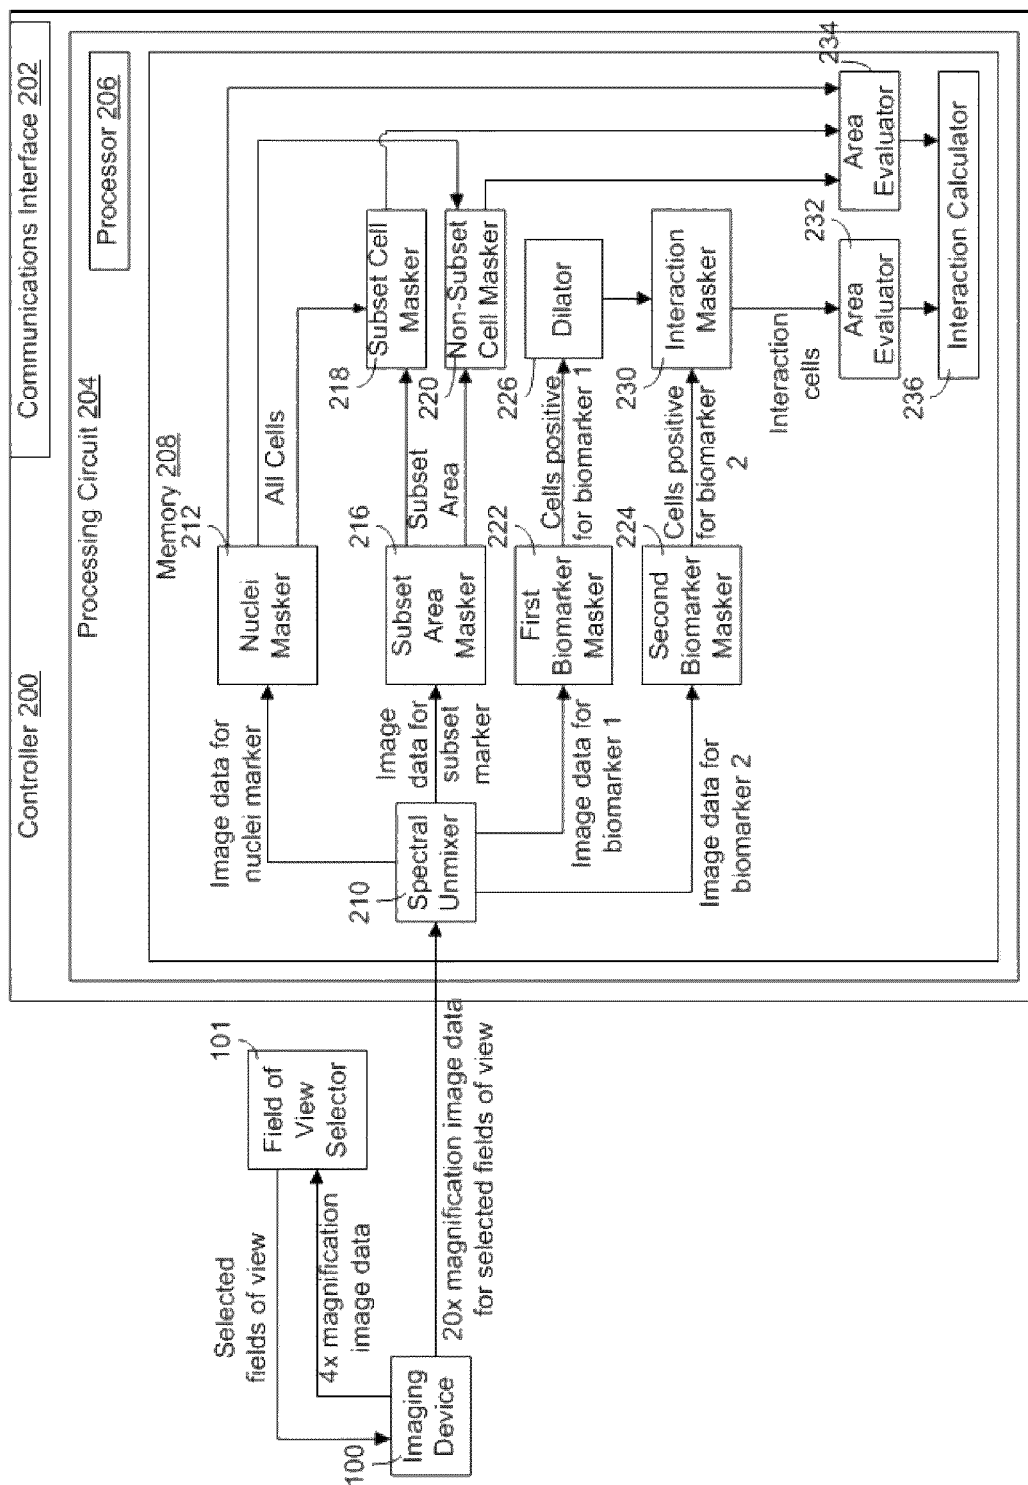 Controller 200
Communications Interface 202
Processing Circuit 204
Processor 206
Memory 208
Selected
fields of view
4x magnification
image data
101
Field of
View
Selector
100
Imaging
Device
20x magnification image data
for selected fields of view
210
Spectral
Unmixer
Image data for
nuclei marker
Image
data for
subset
marker
Image data for
biomarker 1
Image data for
biomarker 2
212
Nuclei
Masker
216
Subset
Area
Masker
222
First
Biomarker
Masker
224
Second
Biomarker
Masker
All Cells
Subset
Area
Cells positive
for biomarker 1
Cells positive
for biomarker
2
218
Subset Cell
Masker
220
Non-Subset
Cell Masker
226
Dilator
230
Interaction
Masker
Interaction
cells
232
Area
Evaluator
234
Area
Evaluator
236
Interaction Calculator